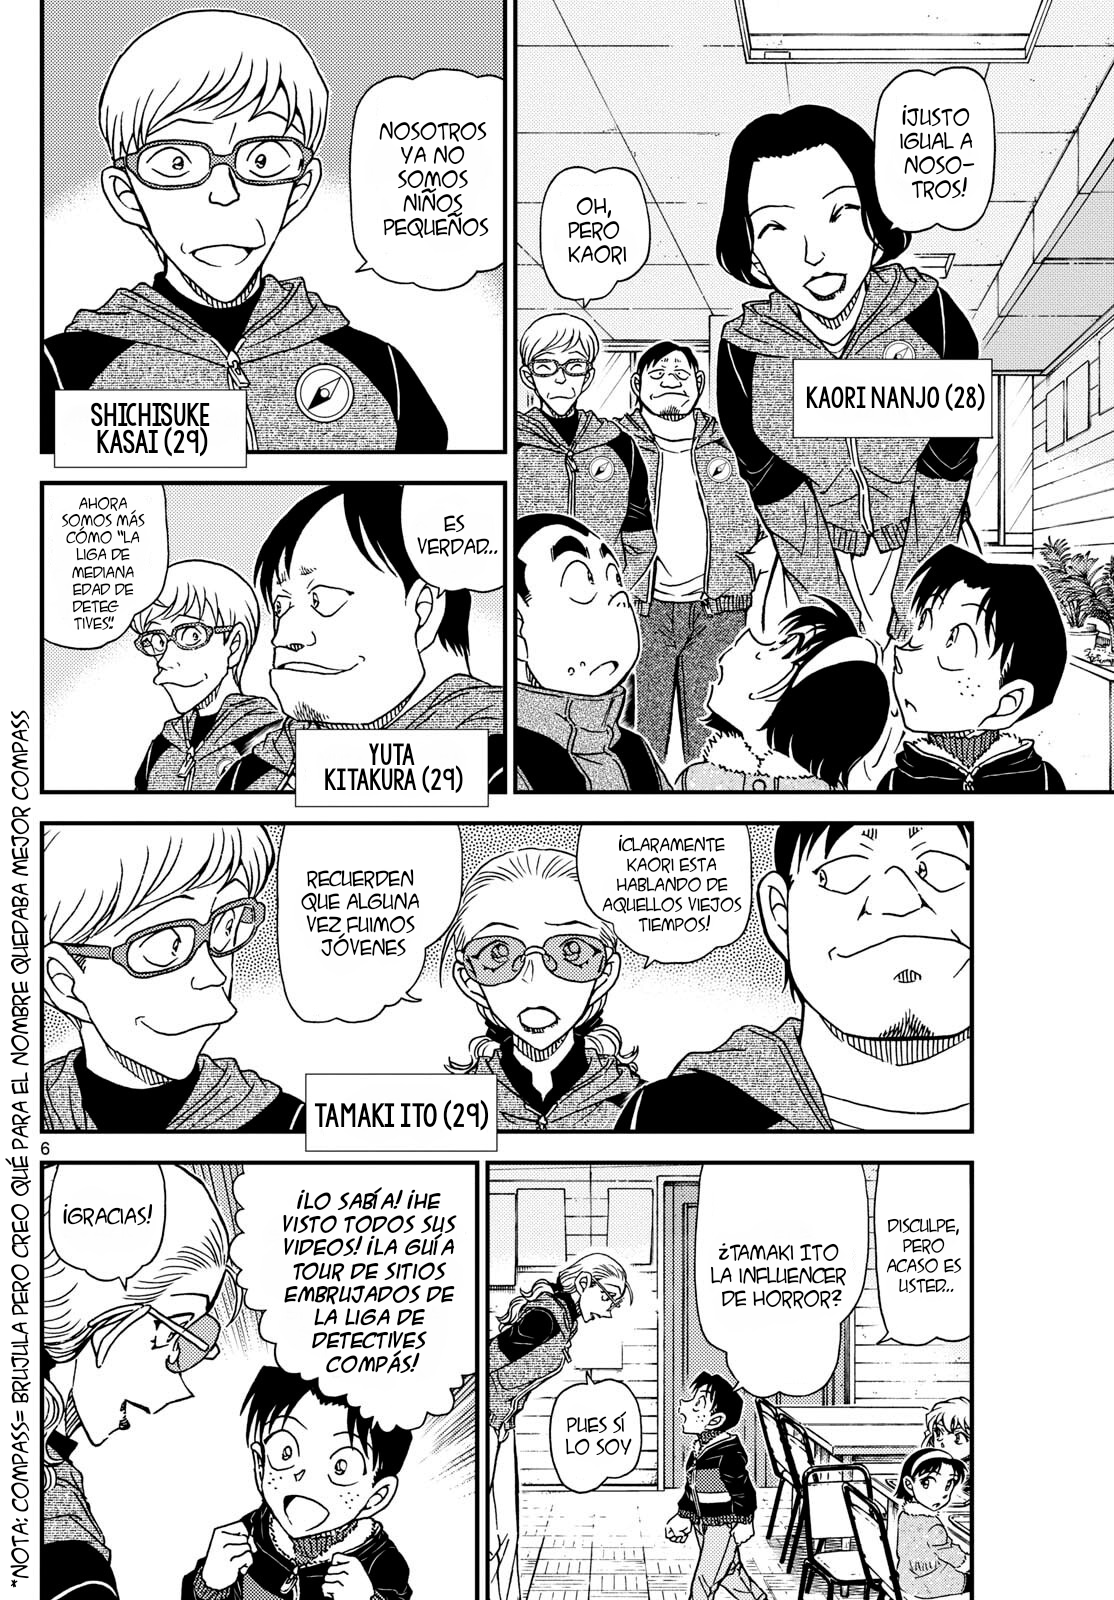 ¡JUSTO
IGUAL A
NOSO-
TROS!
OH,
PERO
KAORI
KAORI NANJO (28)
NOSOTROS
YA NO
SOMOS
NIÑOS
PEQUEÑOS
SHICHISUKE
KASAI (29)
ES
VERDAD...
AHORA
SOMOS MÁS
CÓMO "LA
LIGA DE
MEDIANA
EDAD DE
DETEC
TIVES".
YUTA
KITAKURA (29)
¡CLARAMENTE
KAORI ESTA
HABLANDO DE
AQUELLOS VIEJOS
TIEMPOS!
RECUERDEN
QUE ALGUNA
VEZ FUIMOS
JÓVENES
TAMAKI ITO (29)
6
DISCULPE,
PERO
ACASO ES
USTED...
¿TAMAKI ITO
LA INFLUENCER
DE HORROR?
PUES SÍ
LO SOY
¡LO SABÍA! ¡HE
VISTO TODOS SUS
VIDEOS! ¡LA GUÍA
TOUR DE SITIOS
EMBRUJADOS DE
LA LIGA DE
DETECTIVES
COMPÁS!
¡GRACIAS!
*NOTA: COMPASS= BRUJULA PERO CREO QUÉ PARA EL NOMBRE QUEDABA MEJOR COMPASS